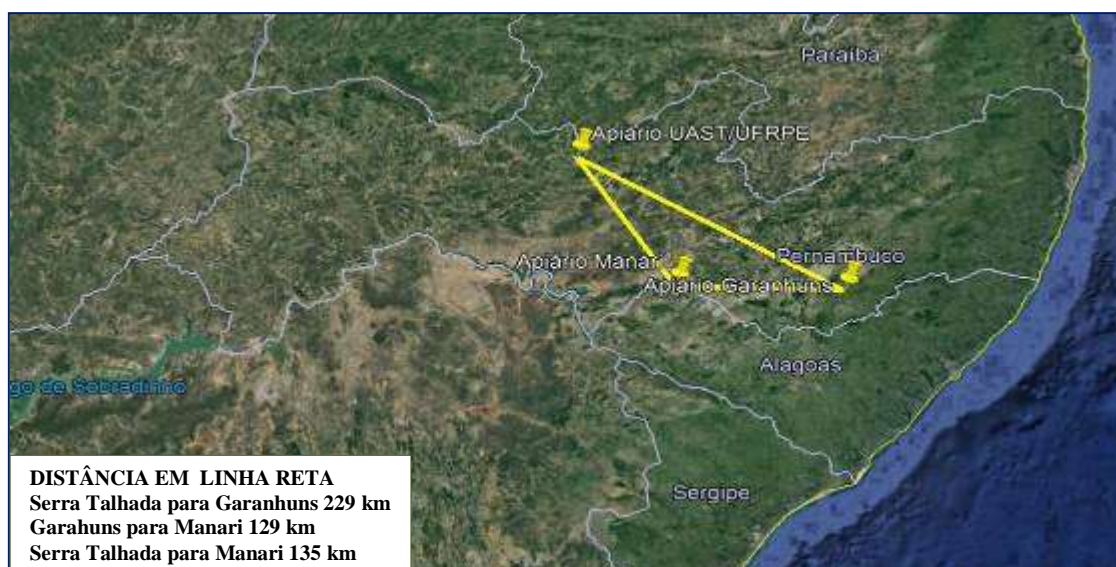 Paraíba
Apiário UAST/UFRPE
Pernambuco
Apiário Manari
Apiário Garanhuns
Alagoas
go de Sobradinho
Sergipe
DISTÂNCIA EM LINHA RETA
Serra Talhada para Garanhuns 229 km
Garahuns para Manari 129 km
Serra Talhada para Manari 135 km